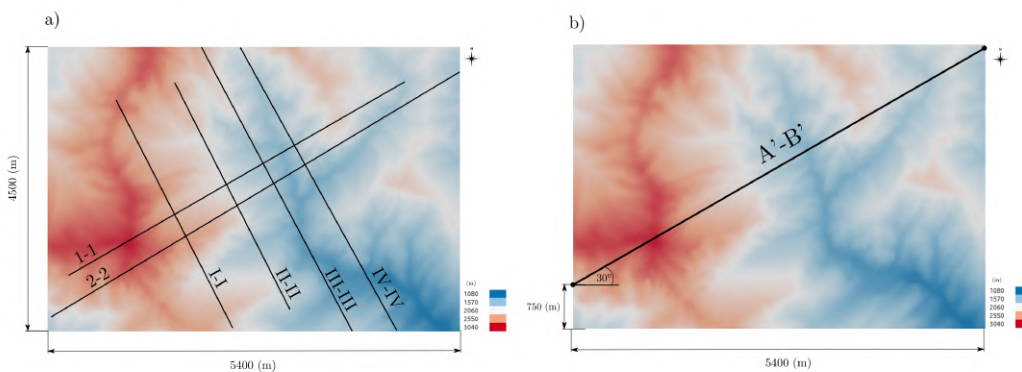 a)
4500 (m)
1-1
2-2
I-I
II-II
III-III
IV-IV
(m)
1080
1570
2060
2550
3040
5400 (m)
b)
A'-B'
30°
750 (m)
(m)
1080
1570
2060
2550
3040
5400 (m)